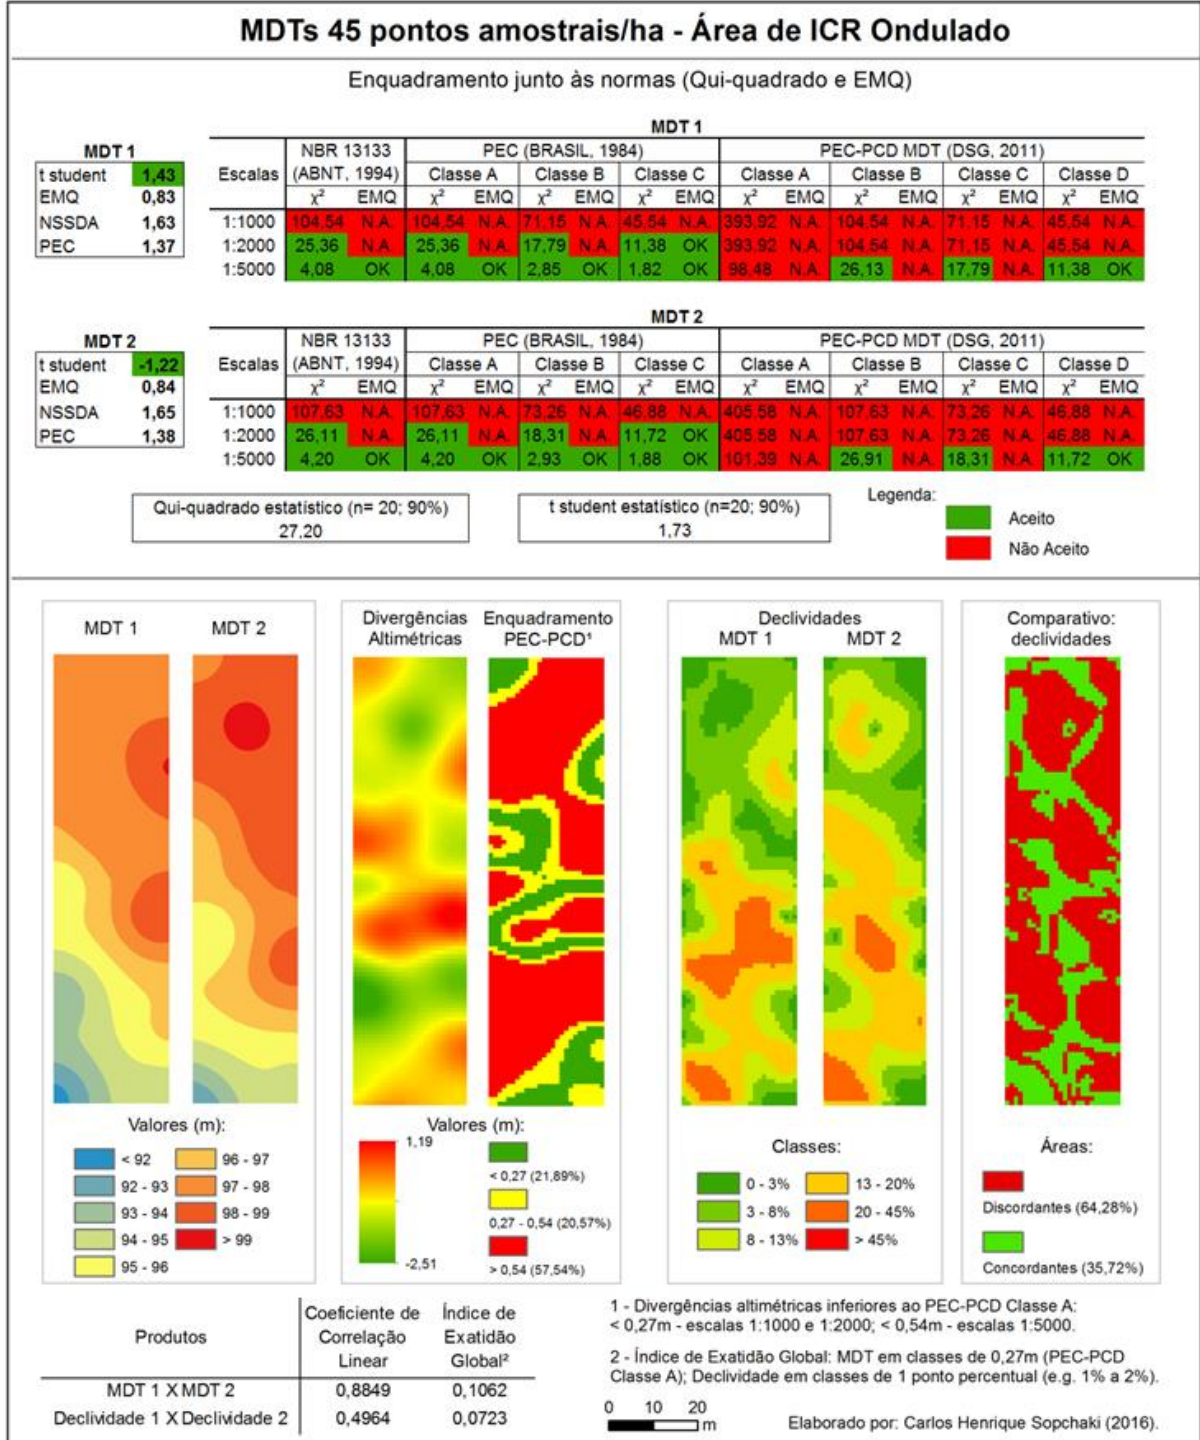 MDTs 45 pontos amostrais/ha - Área de ICR Ondulado
Enquadramento junto às normas (Qui-quadrado e EMQ)
MDT 1
t student 1,43
EMQ 0,83
NSSDA 1,63
PEC 1,37
MDT 1
Escalas NBR 13133 (ABNT, 1994) PEC (BRASIL, 1984) PEC-PCD MDT (DSG, 2011)
Classe A Classe B Classe C Classe A Classe B Classe C Classe D
χ² EMQ χ² EMQ χ² EMQ χ² EMQ χ² EMQ χ² EMQ χ² EMQ χ² EMQ
1:1000 104,54 N.A. 104,54 N.A. 71,15 N.A. 45,54 N.A. 393,92 N.A. 104,54 N.A. 71,15 N.A. 45,54 N.A.
1:2000 25,36 N.A. 25,36 N.A. 17,79 N.A. 11,38 OK 393,92 N.A. 104,54 N.A. 71,15 N.A. 45,54 N.A.
1:5000 4,08 OK 4,08 OK 2,85 OK 1,82 OK 98,48 N.A. 26,13 N.A. 17,79 N.A. 11,38 OK
MDT 2
t student -1,22
EMQ 0,84
NSSDA 1,65
PEC 1,38
MDT 2
Escalas NBR 13133 (ABNT, 1994) PEC (BRASIL, 1984) PEC-PCD MDT (DSG, 2011)
Classe A Classe B Classe C Classe A Classe B Classe C Classe D
χ² EMQ χ² EMQ χ² EMQ χ² EMQ χ² EMQ χ² EMQ χ² EMQ χ² EMQ
1:1000 107,63 N.A. 107,63 N.A. 73,26 N.A. 46,88 N.A. 405,58 N.A. 107,63 N.A. 73,26 N.A. 46,88 N.A.
1:2000 26,11 N.A. 26,11 N.A. 18,31 N.A. 11,72 OK 405,58 N.A. 107,63 N.A. 73,26 N.A. 46,88 N.A.
1:5000 4,20 OK 4,20 OK 2,93 OK 1,88 OK 101,39 N.A. 26,91 N.A. 18,31 N.A. 11,72 OK
Qui-quadrado estatístico (n= 20; 90%)
27,20
t student estatístico (n=20; 90%)
1,73
Legenda:
Aceito
Não Aceito
MDT 1 MDT 2
Valores (m):
< 92
92 - 93
93 - 94
94 - 95
95 - 96
96 - 97
97 - 98
98 - 99
> 99
Divergências
Altimétricas
Enquadramento
PEC-PCD¹
Valores (m):
1,19
-2,51
< 0,27 (21,89%)
0,27 - 0,54 (20,57%)
> 0,54 (57,54%)
Declividades
MDT 1 MDT 2
Classes:
0 - 3%
3 - 8%
8 - 13%
13 - 20%
20 - 45%
> 45%
Comparativo:
declividades
Áreas:
Discordantes (64,28%)
Concordantes (35,72%)
Produtos Coeficiente de Correlação Linear Índice de Exatidão Global²
MDT 1 X MDT 2 0,8849 0,1062
Declividade 1 X Declividade 2 0,4964 0,0723
1 - Divergências altimétricas inferiores ao PEC-PCD Classe A:
< 0,27m - escalas 1:1000 e 1:2000; < 0,54m - escalas 1:5000.
2 - Índice de Exatidão Global: MDT em classes de 0,27m (PEC-PCD
Classe A); Declividade em classes de 1 ponto percentual (e.g. 1% a 2%).
0 10 20
m
Elaborado por: Carlos Henrique Sopchaki (2016).